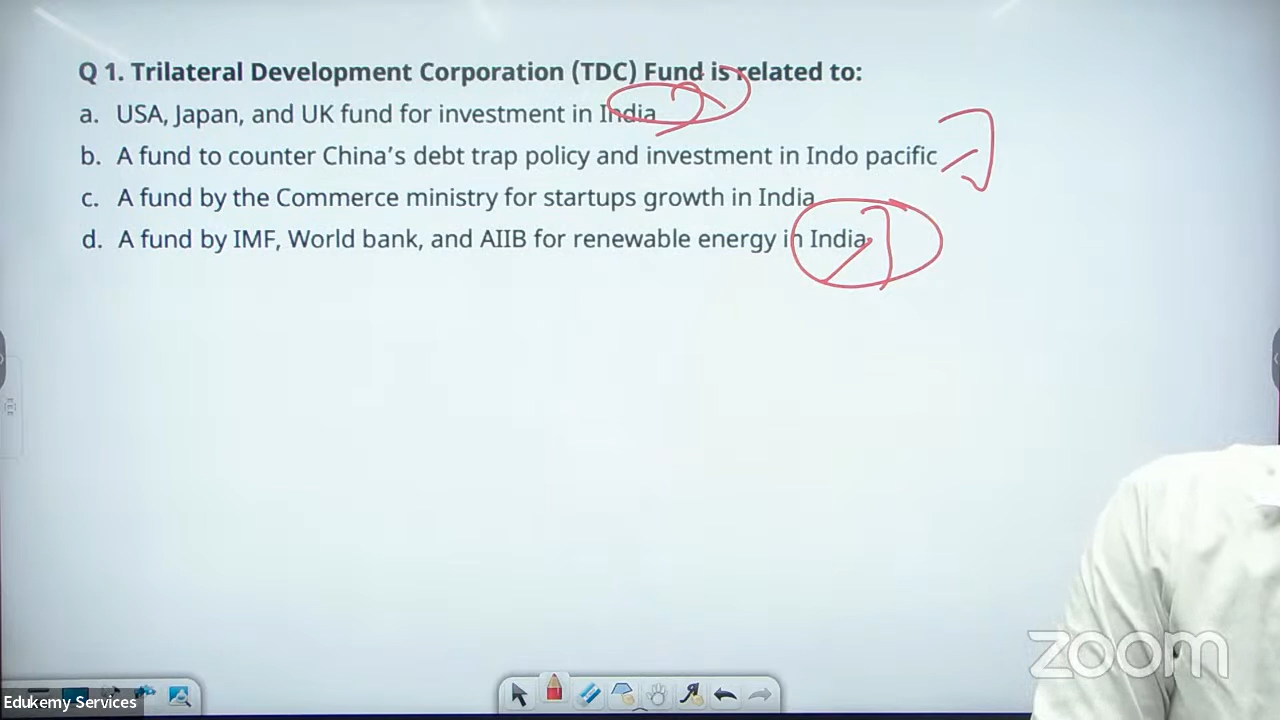 Q 1. Trilateral Development Corporation (TDC) Fund is related to:
a. USA, Japan, and UK fund for investment in India
b. A fund to counter China’s debt trap policy and investment in Indo pacific
c. A fund by the Commerce ministry for startups growth in India
d. A fund by IMF, World bank, and AIIB for renewable energy in India
zoom
Edukemy Services